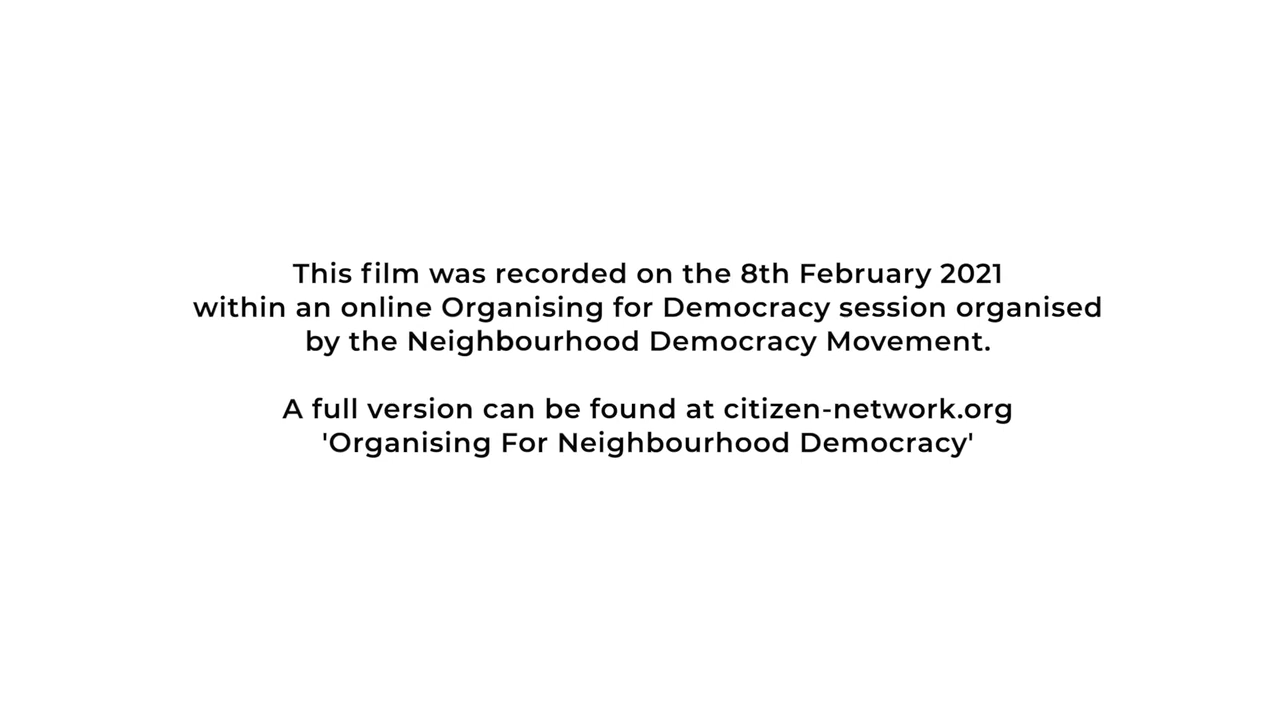 This film was recorded on the 8th February 2021
within an online Organising for Democracy session organised
by the Neighbourhood Democracy Movement.
A full version can be found at citizen-network.org
'Organising For Neighbourhood Democracy'